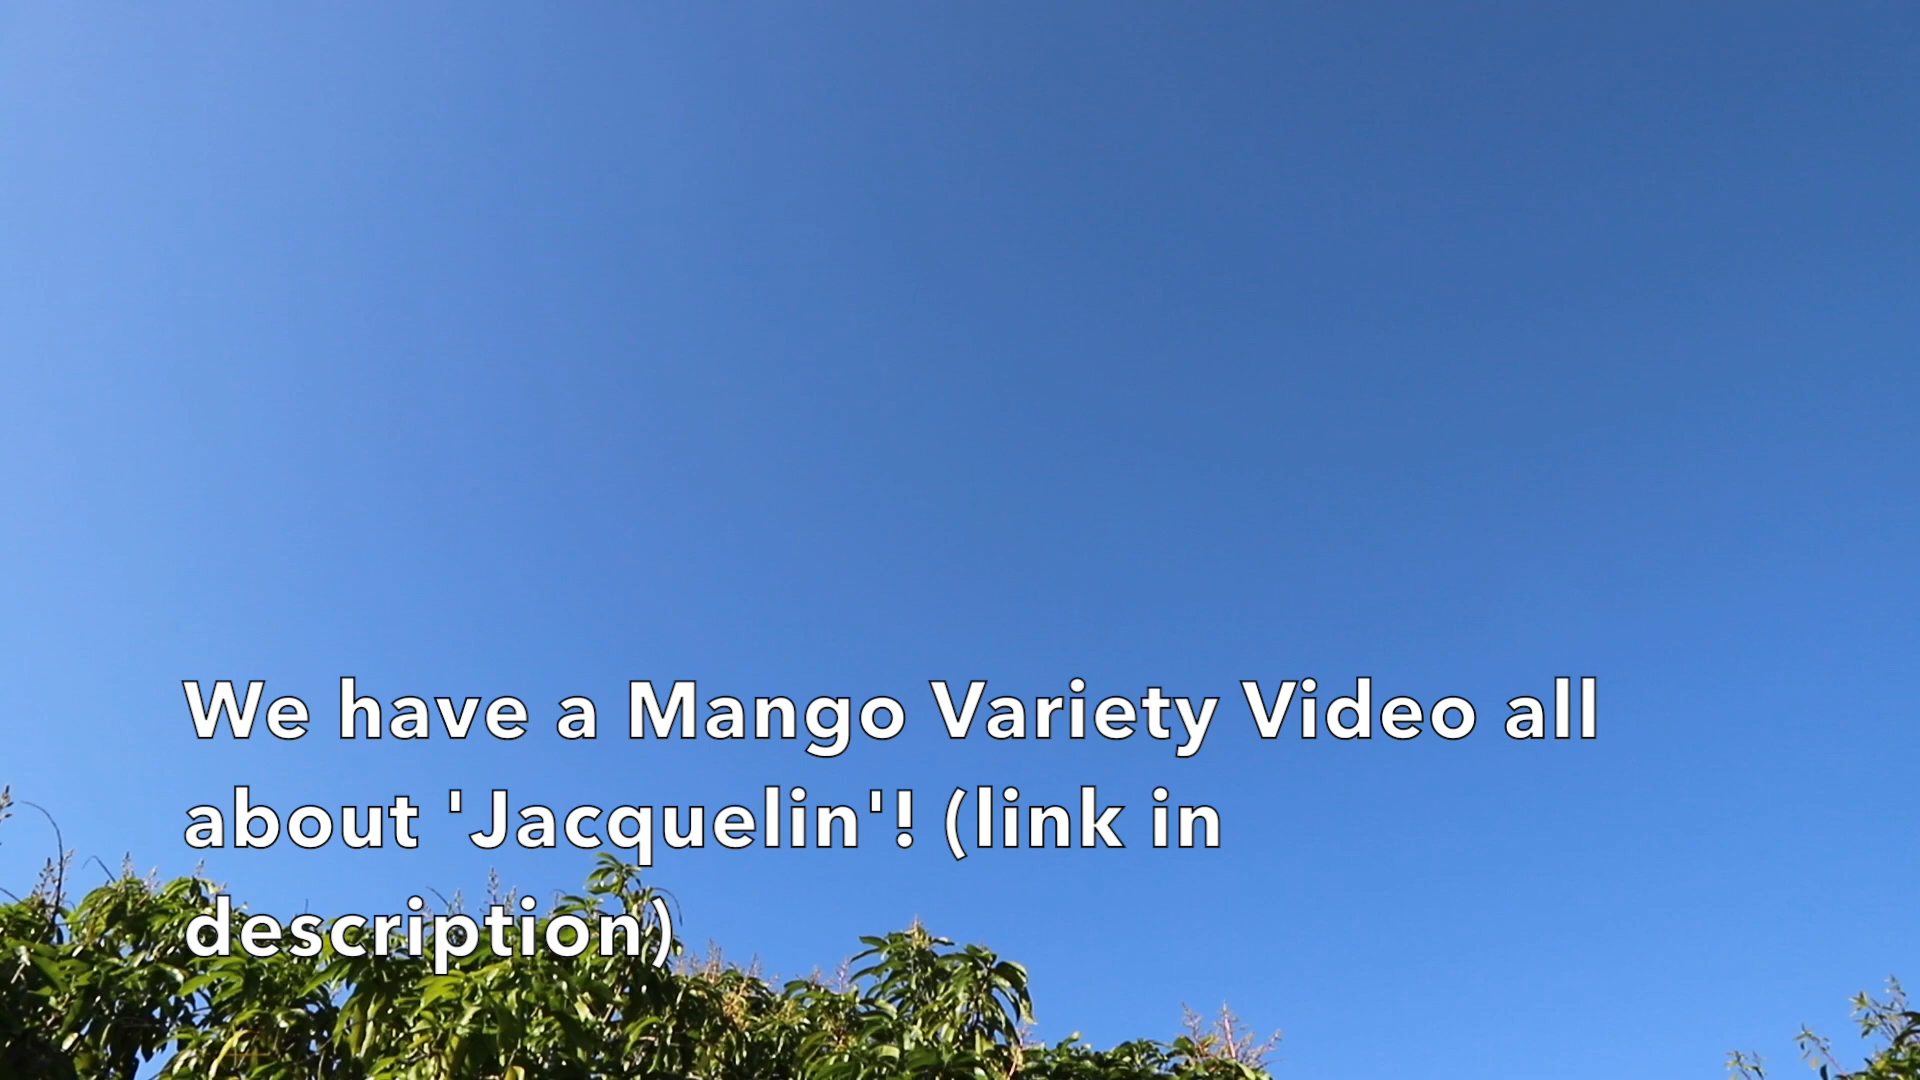 We have a Mango Variety Video all
about 'Jacquelin'! (link in
description)